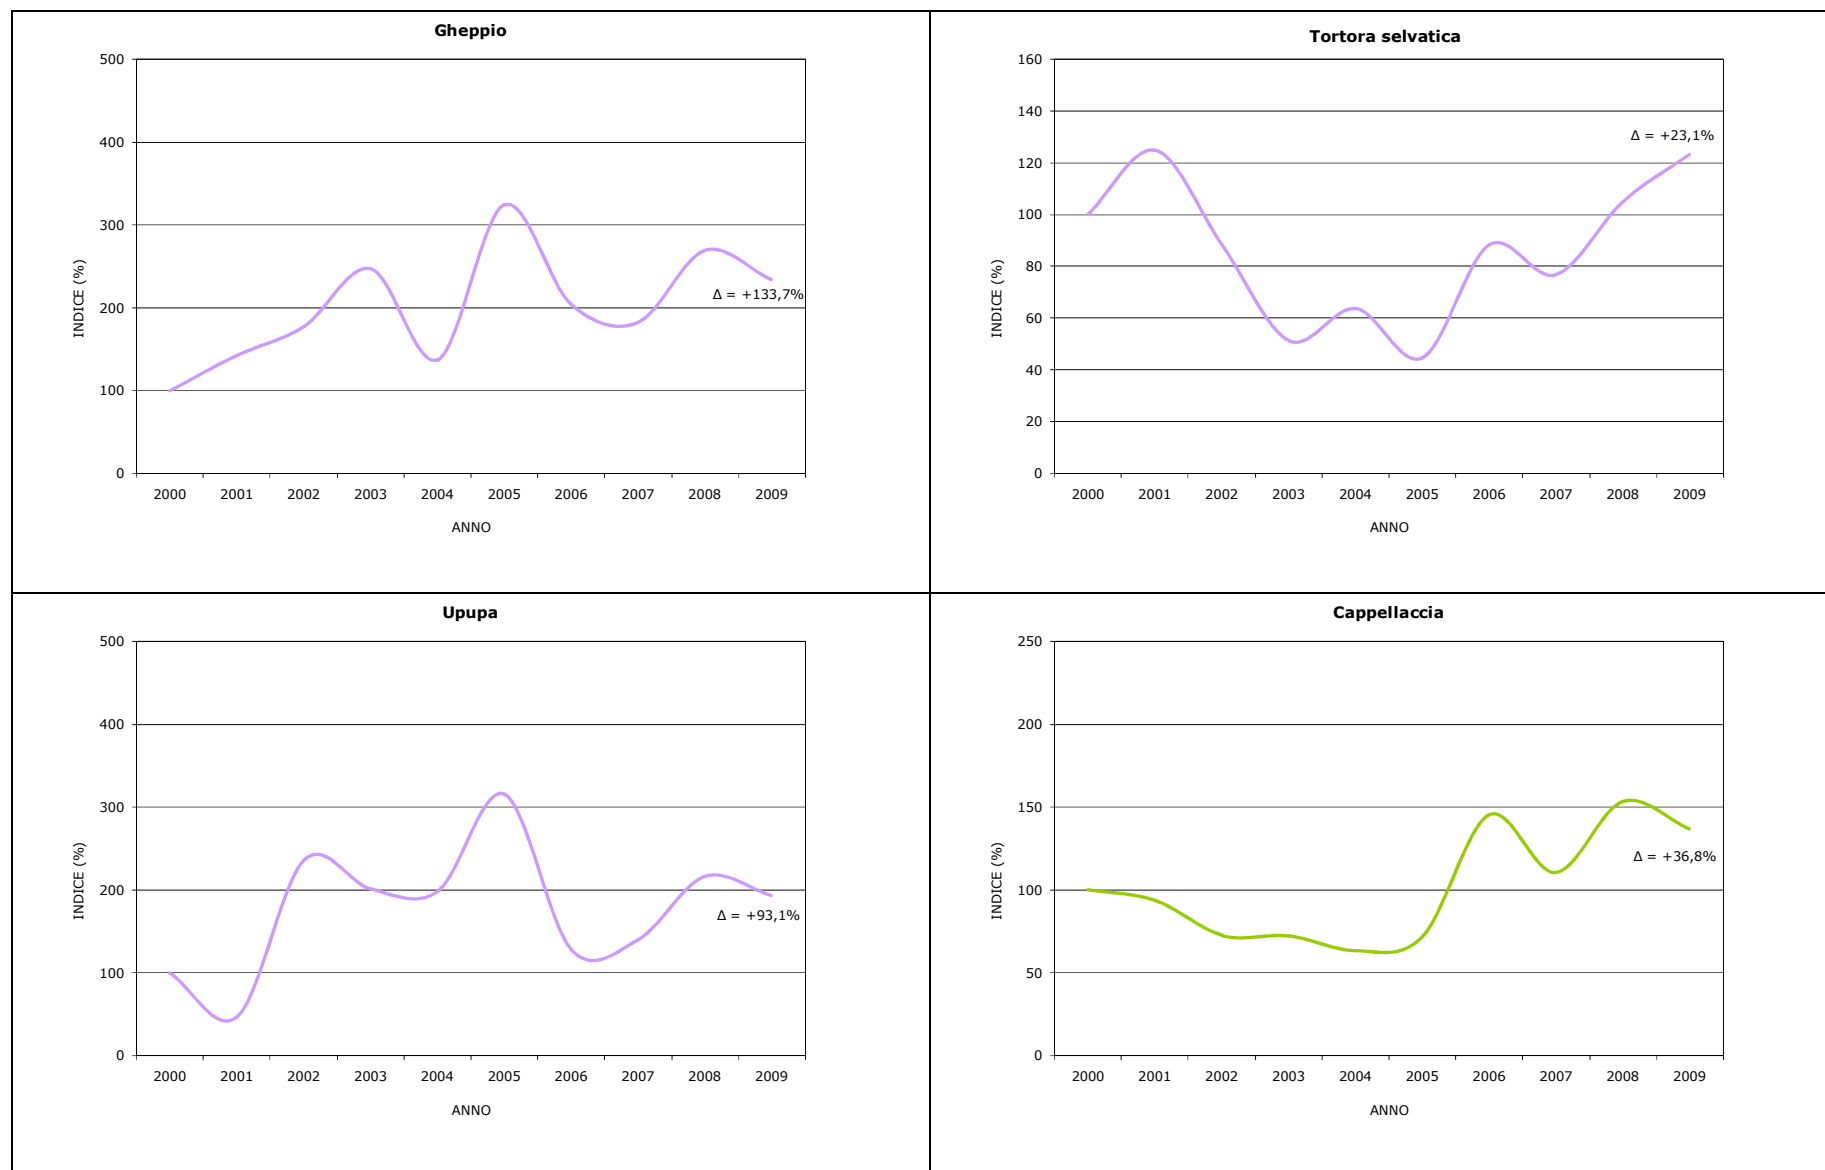 Gheppio
500
400
300
200
100
0
INDICE (%)
Δ = +133,7%
2000 2001 2002 2003 2004 2005 2006 2007 2008 2009
ANNO
Tortora selvatica
160
140
120
100
80
60
40
20
0
INDICE (%)
Δ = +23,1%
2000 2001 2002 2003 2004 2005 2006 2007 2008 2009
ANNO
Upupa
500
400
300
200
100
0
INDICE (%)
Δ = +93,1%
2000 2001 2002 2003 2004 2005 2006 2007 2008 2009
ANNO
Cappellaccia
250
200
150
100
50
0
INDICE (%)
Δ = +36,8%
2000 2001 2002 2003 2004 2005 2006 2007 2008 2009
ANNO